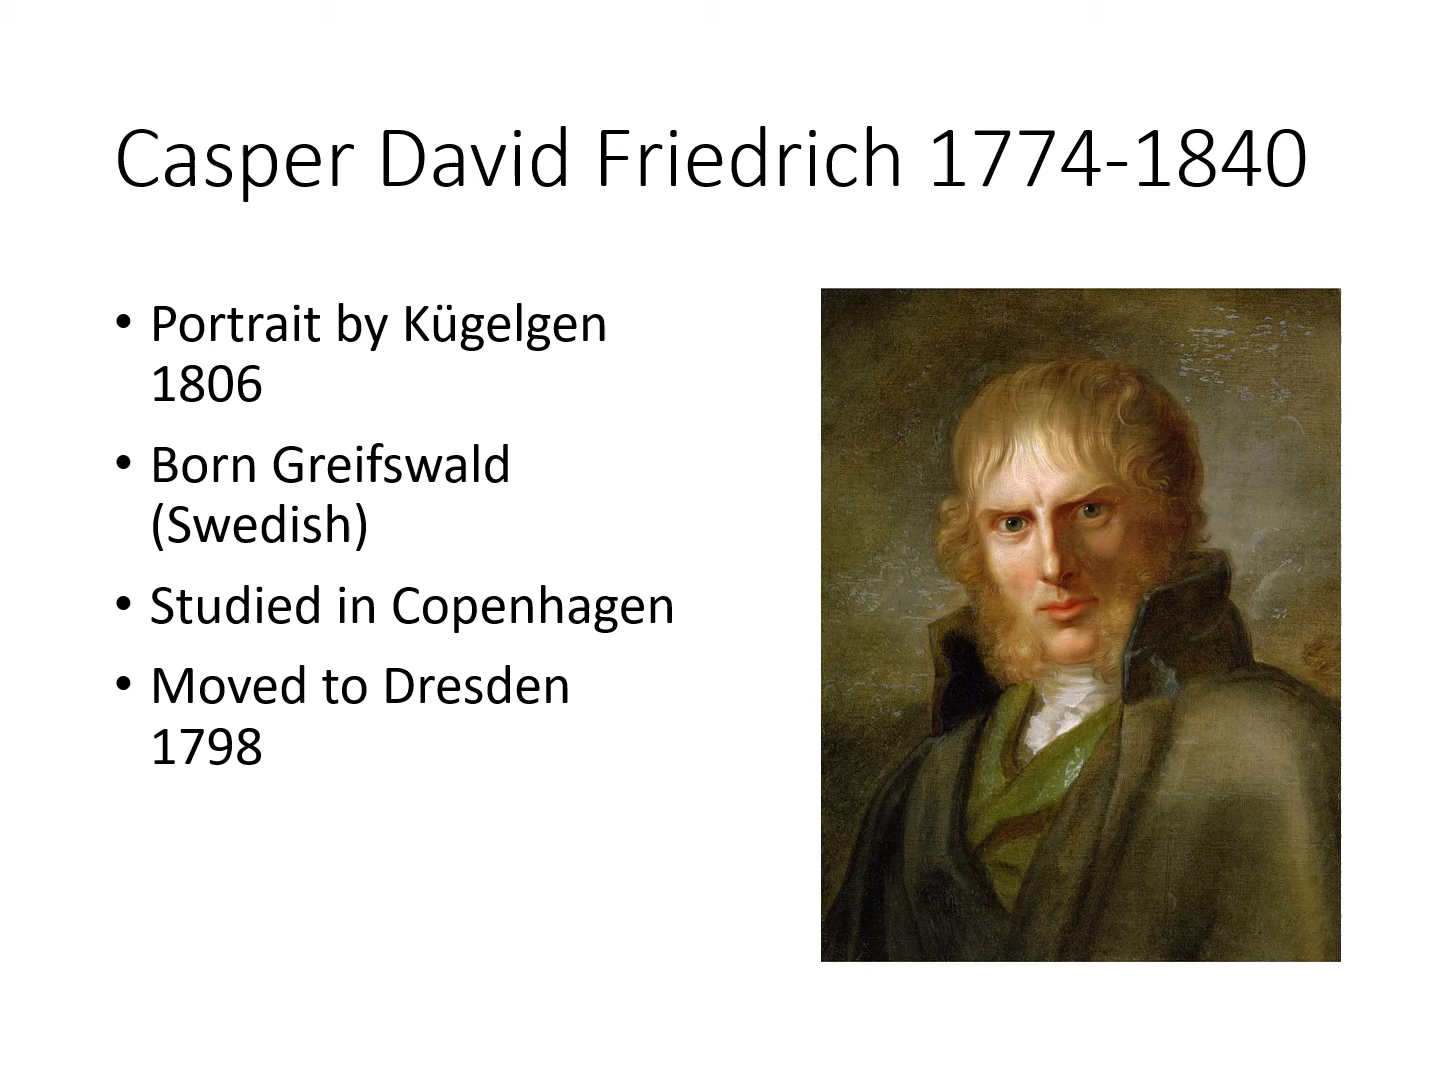 Casper David Friedrich 1774-1840
• Portrait by Kügelgen
1806
• Born Greifswald
(Swedish)
• Studied in Copenhagen
• Moved to Dresden
1798